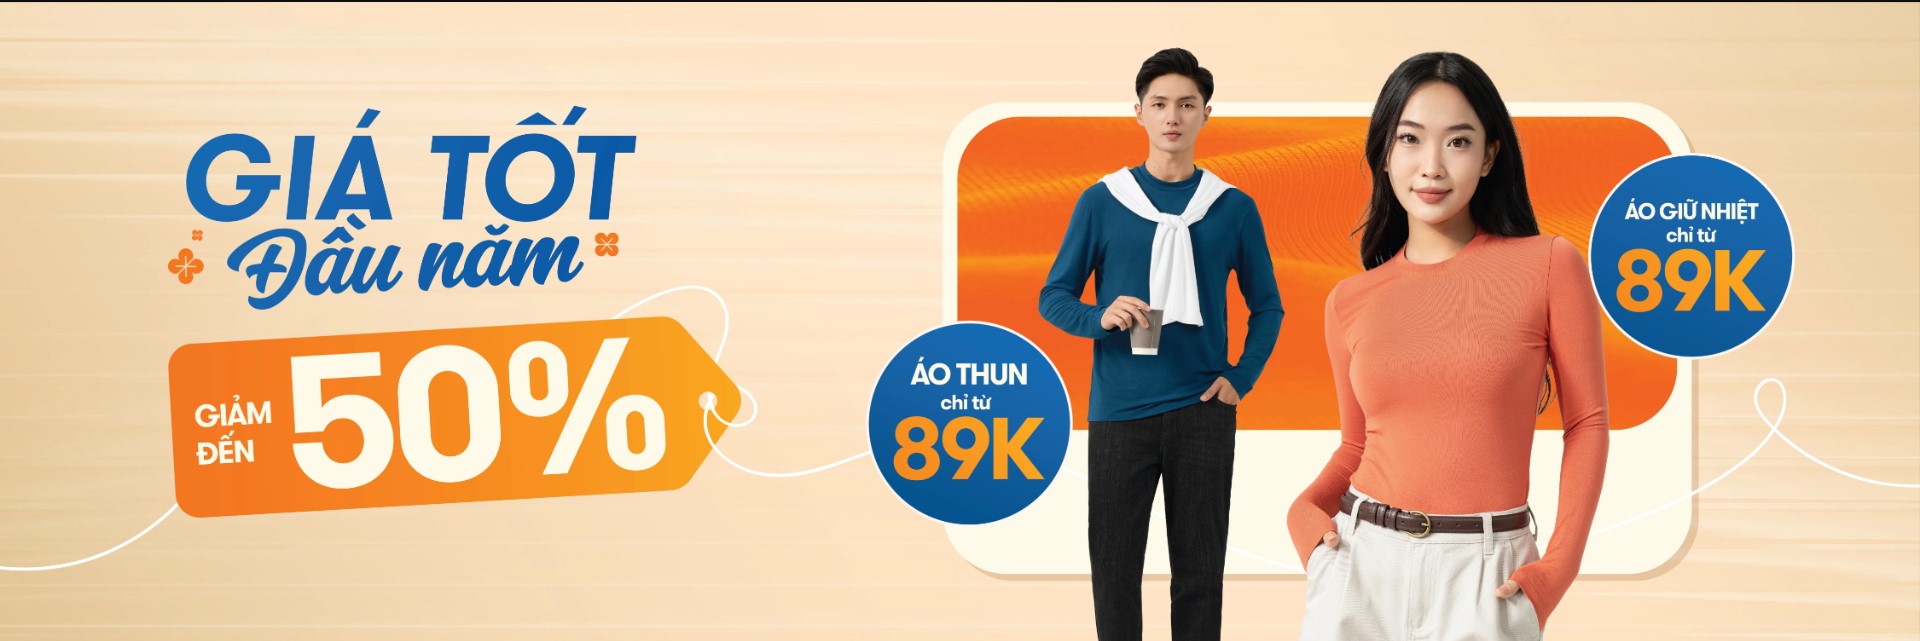 GIÁ TỐT
Đầu năm
GIẢM
ĐẾN
50%
ÁO THUN
chỉ từ
89K
ÁO GIỮ NHIỆT
chỉ từ
89K